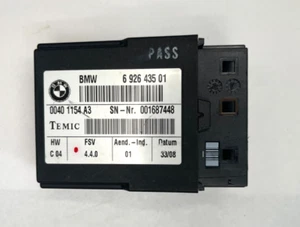 PASS
BMW 6 926 435 01
0040 1154 A3 SN-Nr. 001687448
TEMIC
HW FSV Aend.-Ind. Datum
C 04 4.4.0 01 33/08